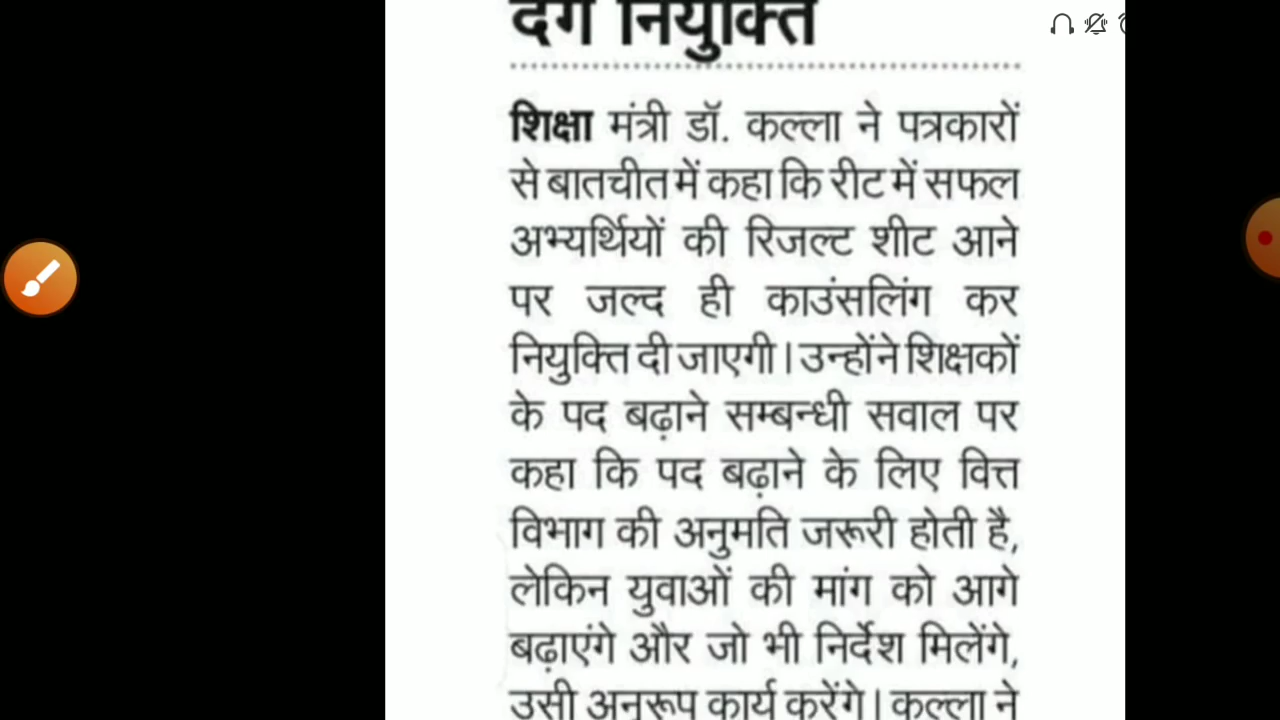 देंगे नियुक्ति
शिक्षा मंत्री डॉ. कल्ला ने पत्रकारों
से बातचीत में कहा कि रीट में सफल
अभ्यर्थियों की रिजल्ट शीट आने
पर जल्द ही काउंसलिंग कर
नियुक्ति दी जाएगी। उन्होंने शिक्षकों
के पद बढ़ाने सम्बन्धी सवाल पर
कहा कि पद बढ़ाने के लिए वित्त
विभाग की अनुमति जरूरी होती है,
लेकिन युवाओं की मांग को आगे
बढ़ाएंगे और जो भी निर्देश मिलेंगे,
उसी अनुरूप कार्य करेंगे। कल्ला ने